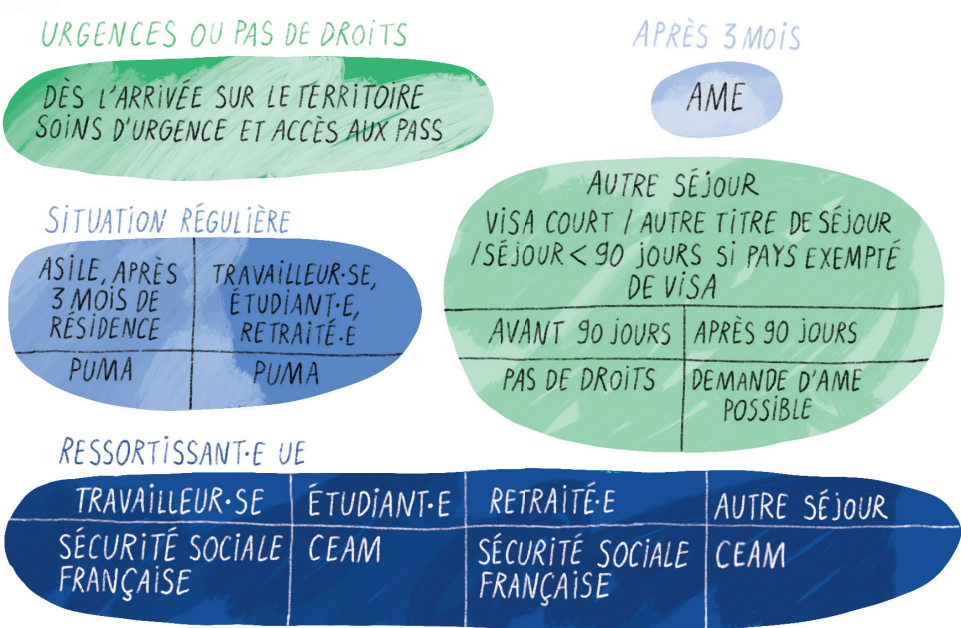 URGENCES OU PAS DE DROITS
DÈS L'ARRIVÉE SUR LE TERRITOIRE
SOINS D'URGENCE ET ACCÈS AUX PASS
APRÈS 3 MOIS
AME
SITUATION RÉGULIÈRE
ASILE, APRÈS
3 MOIS DE
RÉSIDENCE
TRAVAILLEUR·SE,
ÉTUDIANT·E,
RETRAITÉ·E
PUMA
PUMA
AUTRE SÉJOUR
VISA COURT / AUTRE TITRE DE SÉJOUR
/ SÉJOUR < 90 JOURS SI PAYS EXEMPTÉ
DE VISA
AVANT 90 JOURS
APRÈS 90 JOURS
PAS DE DROITS
DEMANDE D'AME
POSSIBLE
RESSORTISSANT·E UE
TRAVAILLEUR·SE
ÉTUDIANT·E
RETRAITÉ·E
AUTRE SÉJOUR
SÉCURITÉ SOCIALE
FRANÇAISE
CEAM
SÉCURITÉ SOCIALE
FRANÇAISE
CEAM